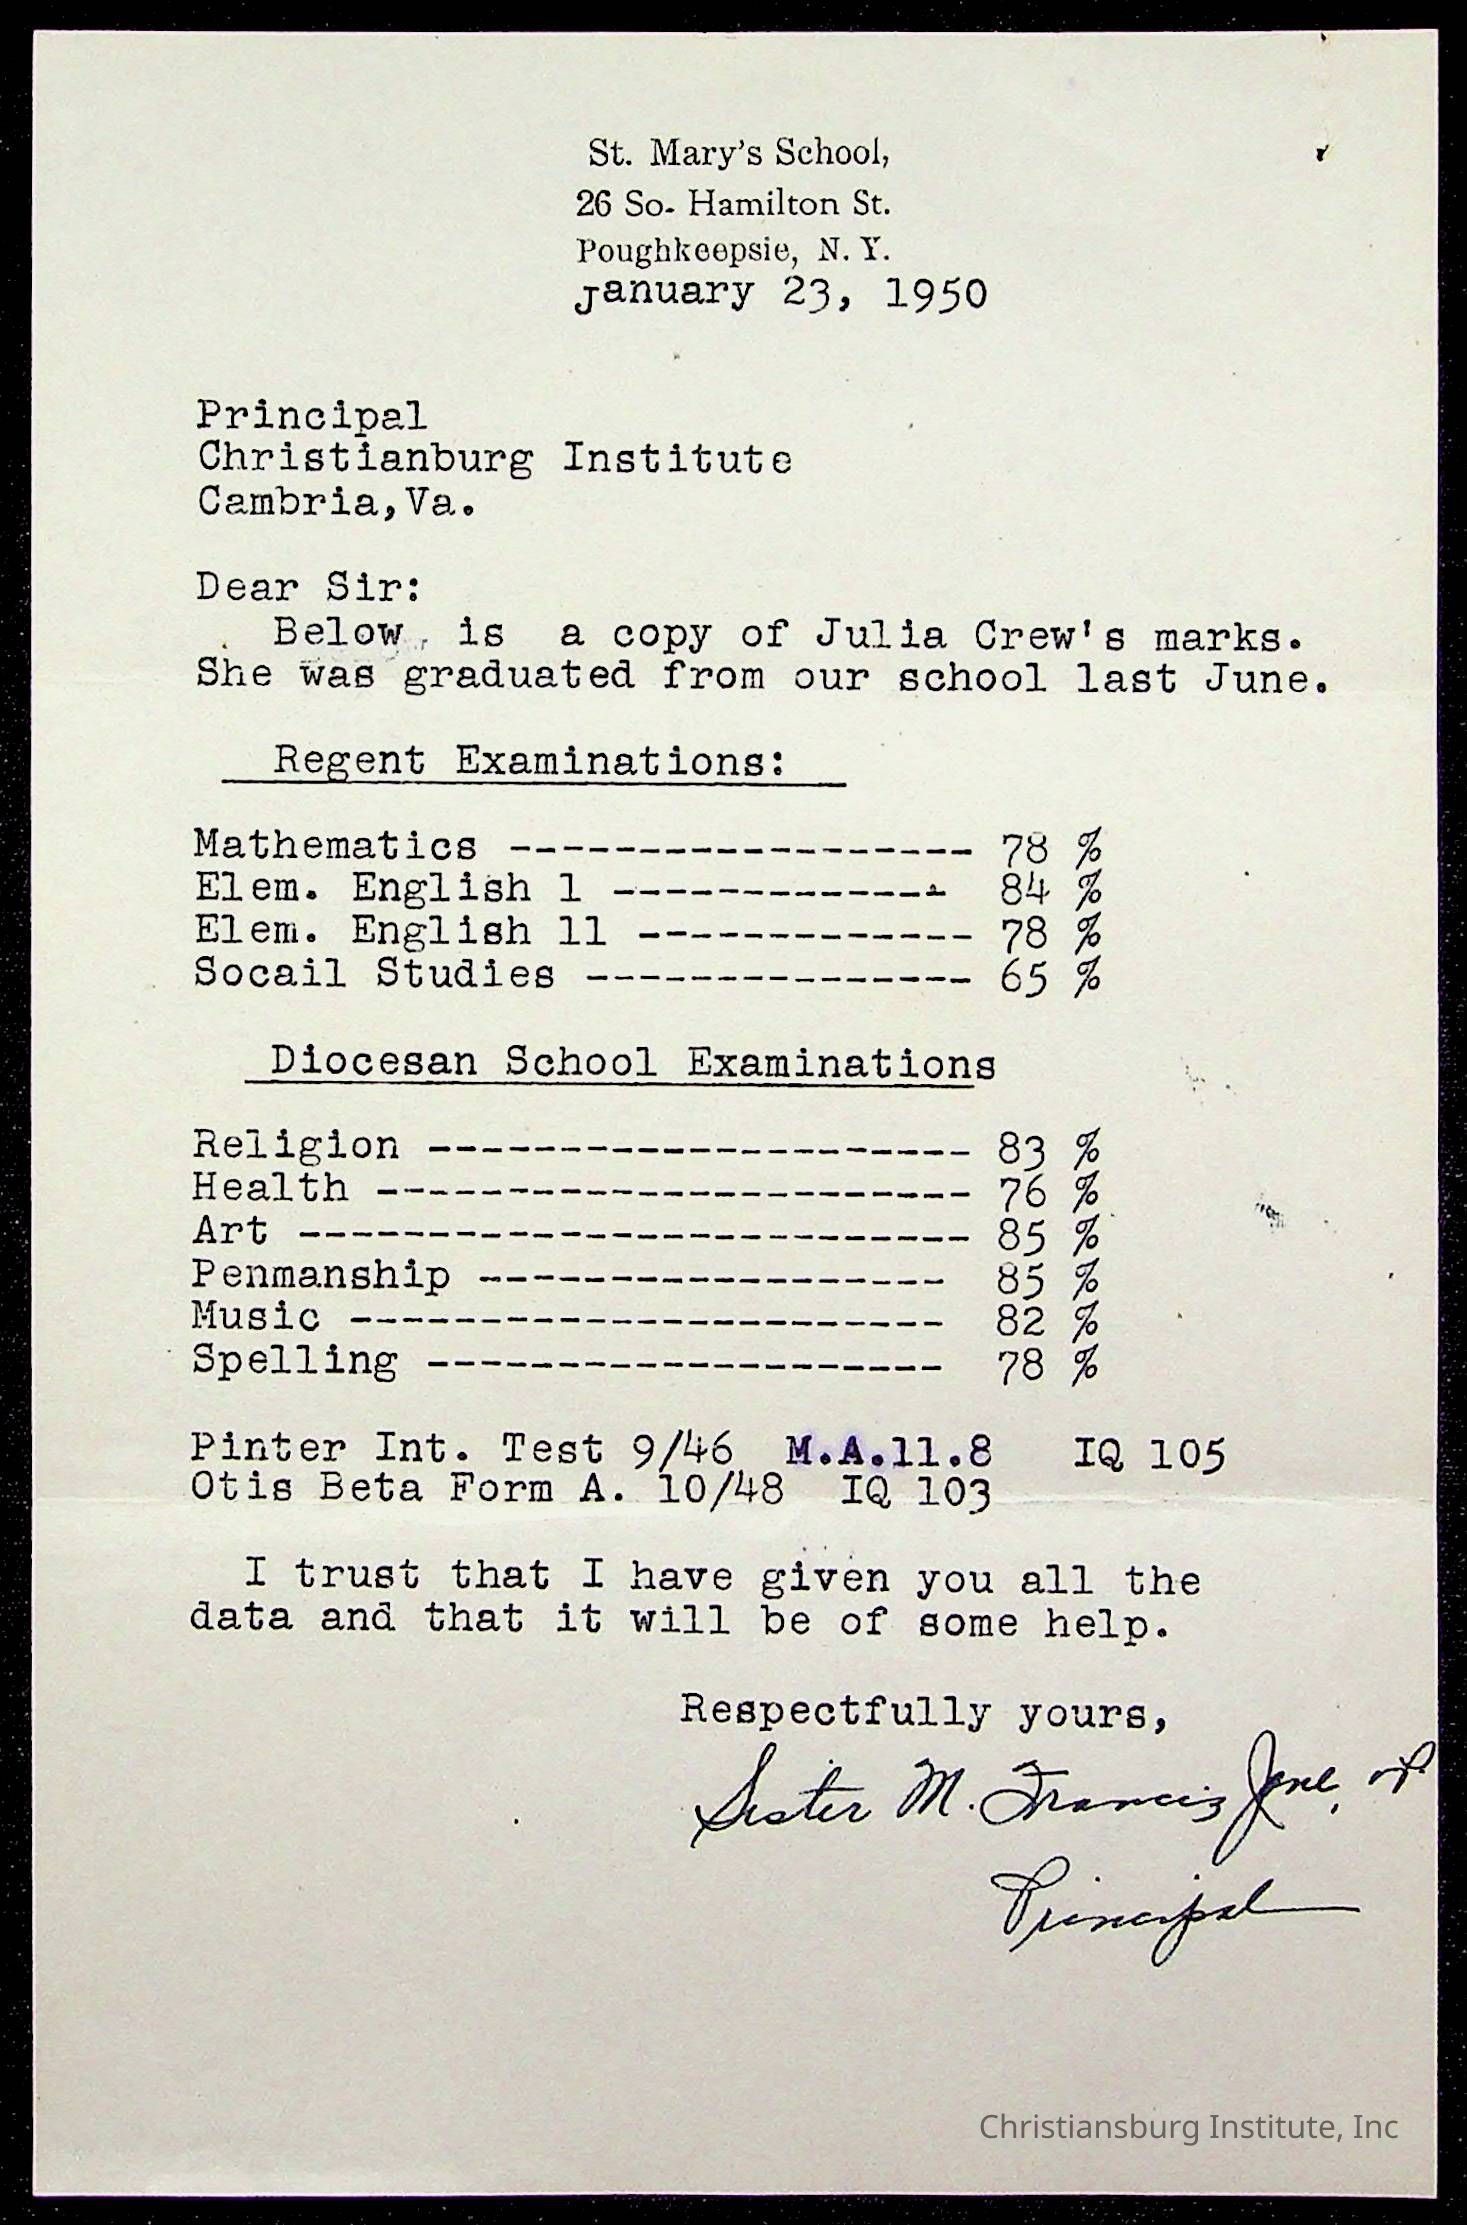 St. Mary's School,
26 So- Hamilton St.
Poughkeepsie, N. Y.
January 23, 1950
Principal
Christianburg Institute
Cambria,Va.
Dear Sir:
Below is a copy of Julia Crew's marks.
She was graduated from our school last June.
Regent Examinations:
Mathematics ------------------ 78 %
Elem. English 1 ------------- 84 %
Elem. English 11 ------------- 78 %
Socail Studies --------------- 65 %
Diocesan School Examinations
Religion --------------------- 83 %
Health ----------------------- 76 %
Art -------------------------- 85 %
Penmanship ------------------ 85 %
Music ----------------------- 82 %
Spelling -------------------- 78 %
Pinter Int. Test 9/46 M.A.11.8 IQ 105
Otis Beta Form A. 10/48 IQ 103
I trust that I have given you all the
data and that it will be of some help.
Respectfully yours,
Sister M. Francis Jane,
Principal
Christiansburg Institute, Inc